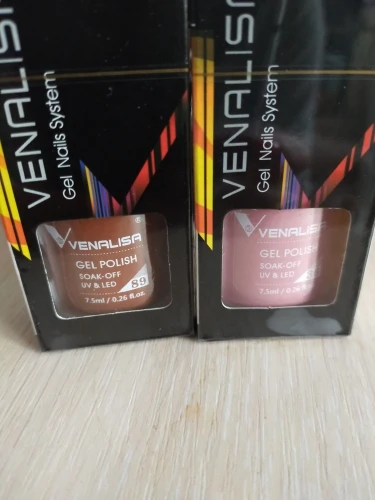 VENALISA
Gel Nails System
VENALISA
GEL POLISH
SOAK-OFF
UV & LED
89
7.5ml / 0.26 fl.oz.
VENALISA
Gel Nails System
VENALISA
GEL POLISH
SOAK-OFF
UV & LED
7.5ml / 0.26 fl.oz.